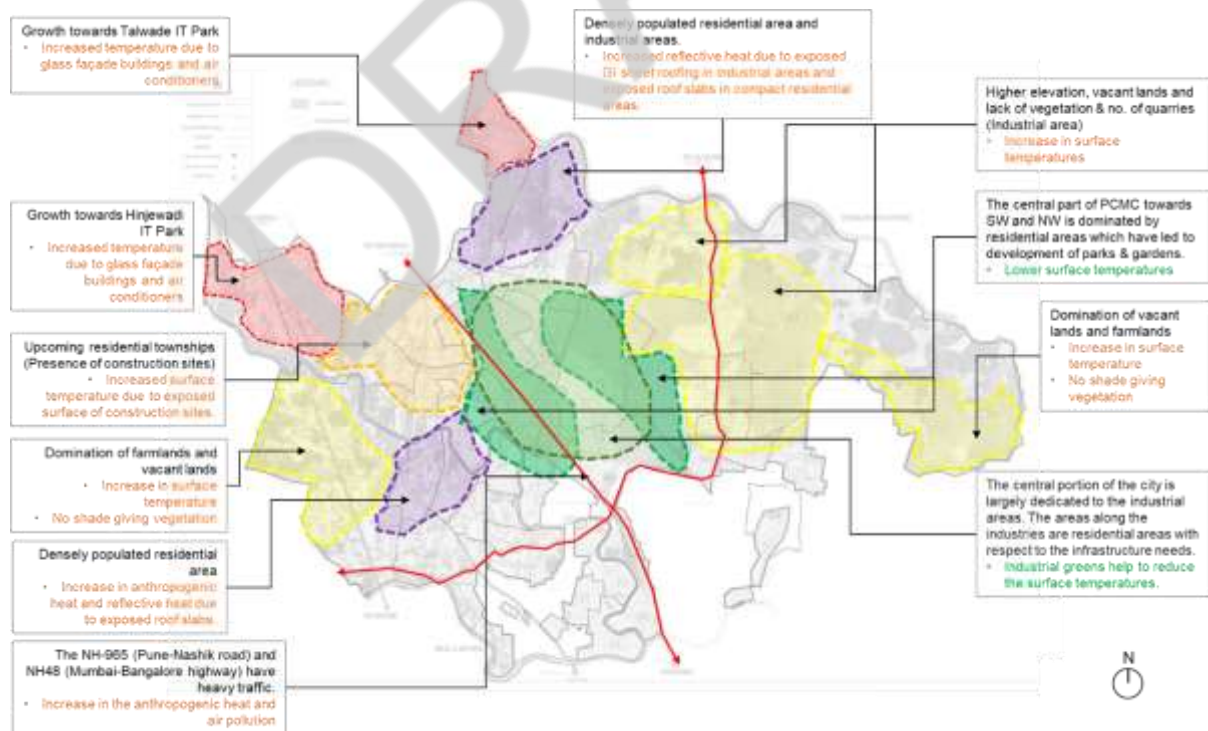 DR
Growth towards Talwade IT Park
• Increased temperature due to
glass façade buildings and air
conditioners
Densely populated residential area and
industrial areas.
• Increased reflective heat due to exposed
GI sheet roofing in industrial areas and
exposed roof slabs in compact residential
areas.
Higher elevation, vacant lands and
lack of vegetation & no. of quarries
(Industrial area)
• Increase in surface
temperatures
Growth towards Hinjewadi
IT Park
• Increased temperature
due to glass façade
buildings and air
conditioners
The central part of PCMC towards
SW and NW is dominated by
residential areas which have led to
development of parks & gardens.
• Lower surface temperatures
Upcoming residential townships
(Presence of construction sites)
• Increased surface
temperature due to exposed
surface of construction sites.
Domination of vacant
lands and farmlands
• Increase in surface
temperature
• No shade giving
vegetation
Domination of farmlands and
vacant lands
• Increase in surface
temperature
• No shade giving vegetation
The central portion of the city is
largely dedicated to the industrial
areas. The areas along the
industries are residential areas with
respect to the infrastructure needs.
• Industrial greens help to reduce
the surface temperatures.
Densely populated residential
area
• Increase in anthropogenic
heat and reflective heat due
to exposed roof slabs.
The NH-965 (Pune-Nashik road) and
NH48 (Mumbai-Bangalore highway) have
heavy traffic.
• Increase in the anthropogenic heat and
air pollution
N